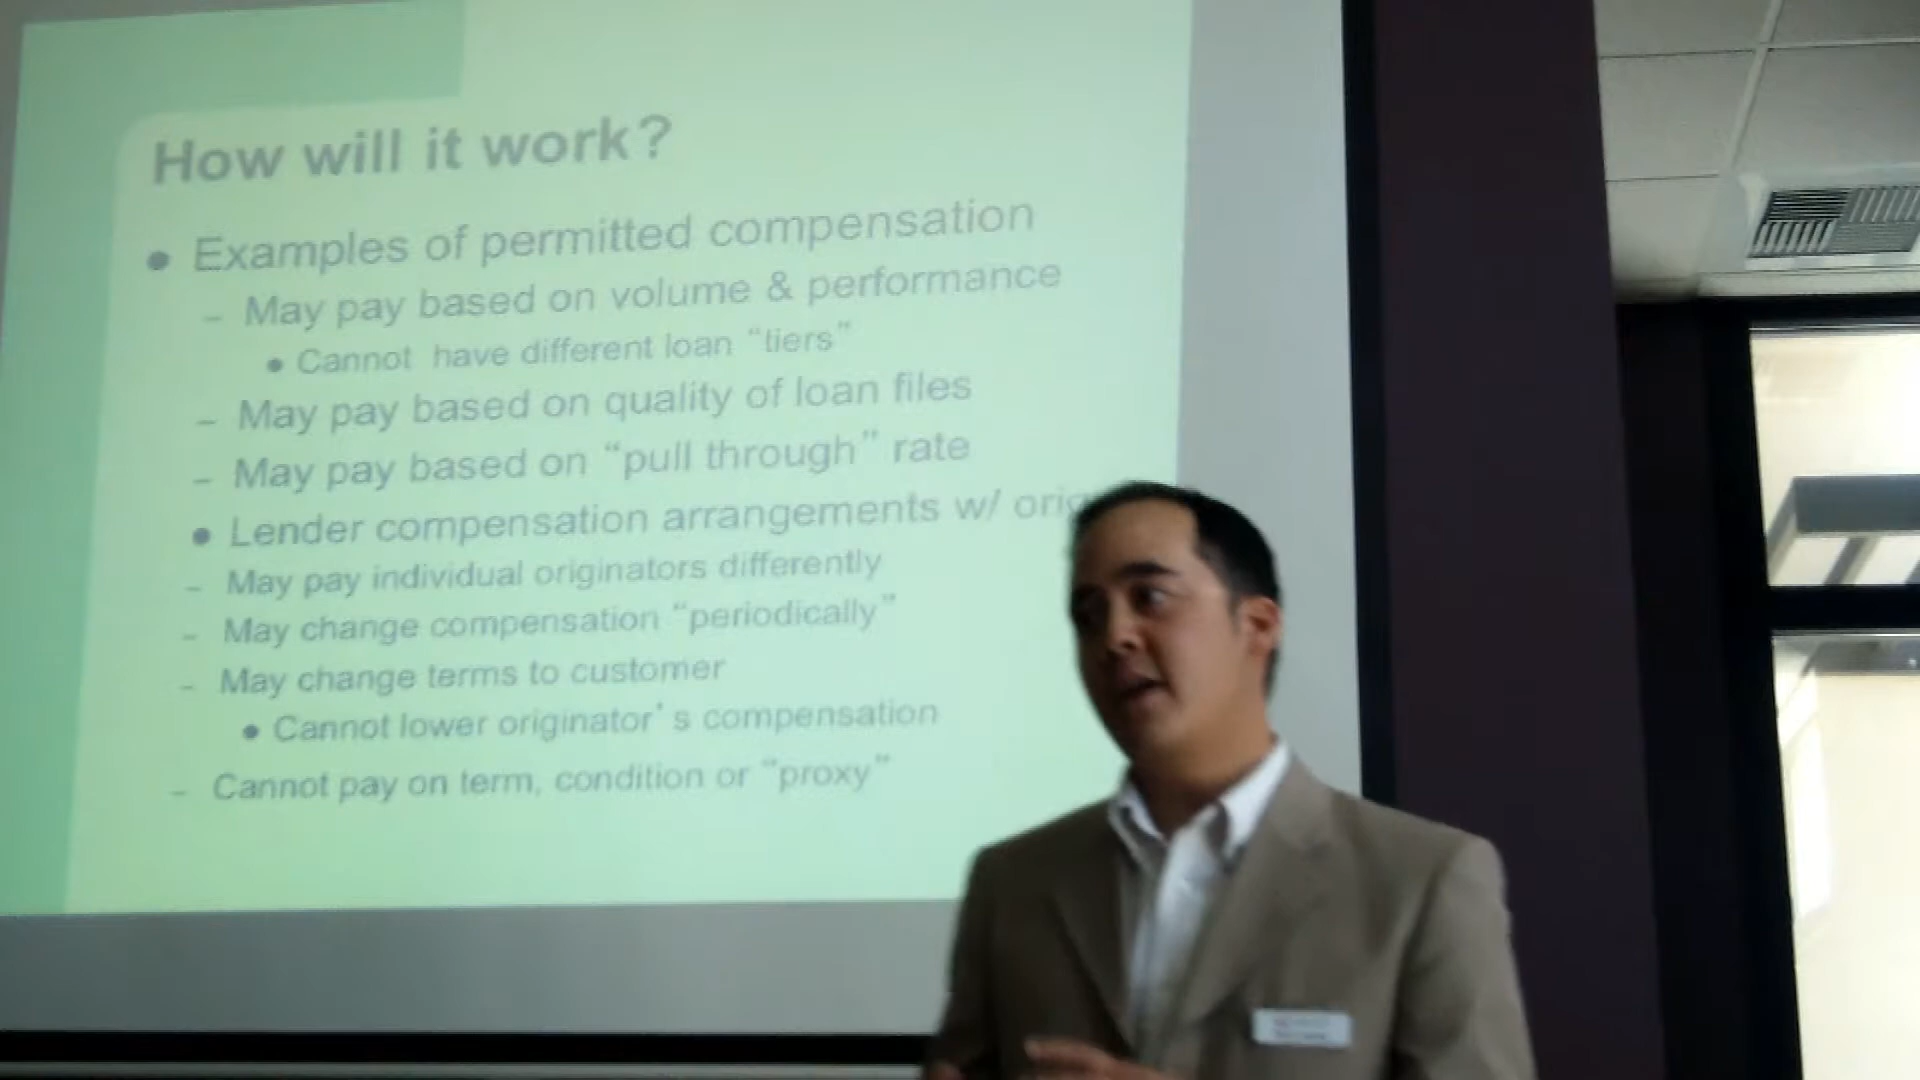 How will it work?
● Examples of permitted compensation
– May pay based on volume & performance
● Cannot have different loan “tiers”
– May pay based on quality of loan files
– May pay based on “pull through” rate
● Lender compensation arrangements w/
– May pay individual originators differently
– May change compensation “periodically”
– May change terms to customer
● Cannot lower originator’s compensation
– Cannot pay on term, condition or “proxy”